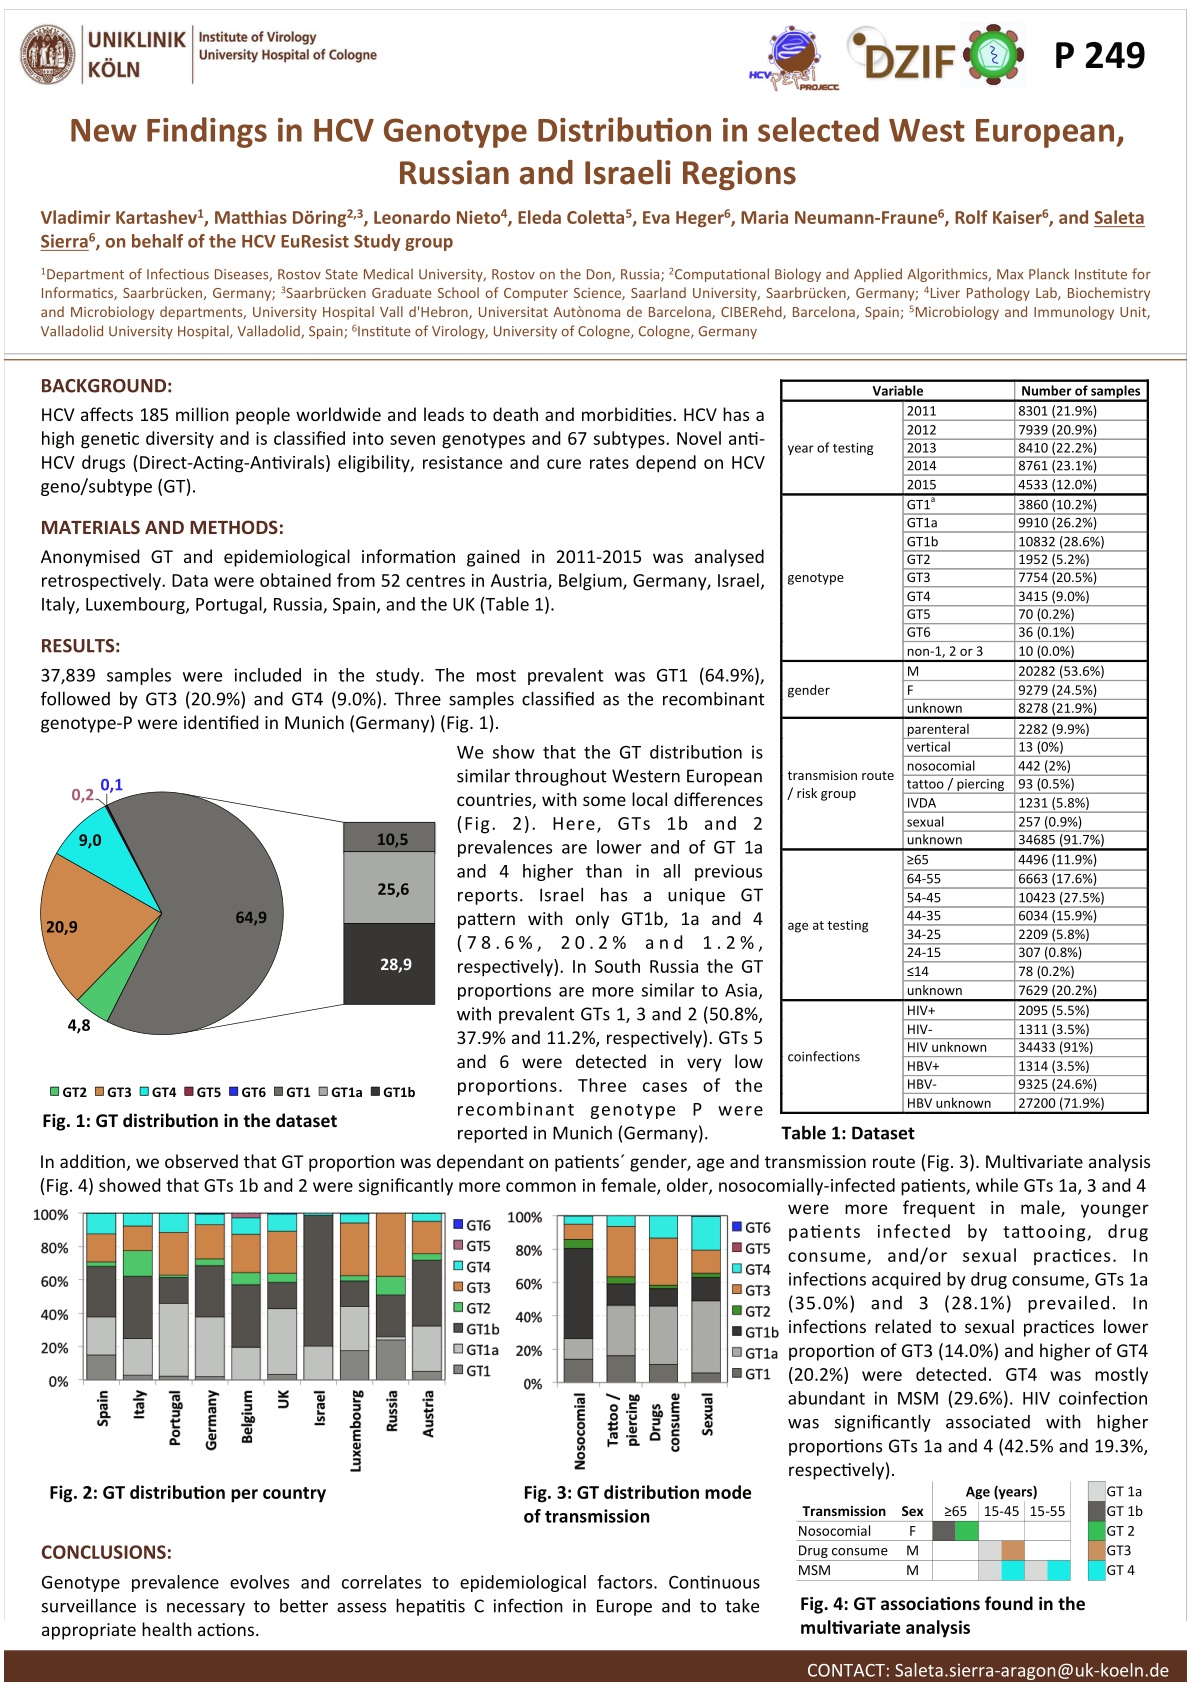 UNIKLINIK
KÖLN
Institute of Virology
University Hospital of Cologne
HCV
PEPSI
PROJECT
DZIF
P 249
New Findings in HCV Genotype Distribution in selected West European,
Russian and Israeli Regions
Vladimir Kartashev1, Matthias Döring2,3, Leonardo Nieto4, Eleda Coletta5, Eva Heger6, Maria Neumann-Fraune6, Rolf Kaiser6, and Saleta
Sierra6, on behalf of the HCV EuResist Study group
1Department of Infectious Diseases, Rostov State Medical University, Rostov on the Don, Russia; 2Computational Biology and Applied Algorithmics, Max Planck Institute for
Informatics, Saarbrücken, Germany; 3Saarbrücken Graduate School of Computer Science, Saarland University, Saarbrücken, Germany; 4Liver Pathology Lab, Biochemistry
and Microbiology departments, University Hospital Vall d'Hebron, Universitat Autònoma de Barcelona, CIBERehd, Barcelona, Spain; 5Microbiology and Immunology Unit,
Valladolid University Hospital, Valladolid, Spain; 6Institute of Virology, University of Cologne, Cologne, Germany
BACKGROUND:
HCV affects 185 million people worldwide and leads to death and morbidities. HCV has a
high genetic diversity and is classified into seven genotypes and 67 subtypes. Novel anti-
HCV drugs (Direct-Acting-Antivirals) eligibility, resistance and cure rates depend on HCV
geno/subtype (GT).
MATERIALS AND METHODS:
Anonymised GT and epidemiological information gained in 2011-2015 was analysed
retrospectively. Data were obtained from 52 centres in Austria, Belgium, Germany, Israel,
Italy, Luxembourg, Portugal, Russia, Spain, and the UK (Table 1).
RESULTS:
37,839 samples were included in the study. The most prevalent was GT1 (64.9%),
followed by GT3 (20.9%) and GT4 (9.0%). Three samples classified as the recombinant
genotype-P were identified in Munich (Germany) (Fig. 1).
0,2
0,1
9,0
20,9
4,8
64,9
10,5
25,6
28,9
GT2 GT3 GT4 GT5 GT6 GT1 GT1a GT1b
Fig. 1: GT distribution in the dataset
We show that the GT distribution is
similar throughout Western European
countries, with some local differences
(Fig. 2). Here, GTs 1b and 2
prevalences are lower and of GT 1a
and 4 higher than in all previous
reports. Israel has a unique GT
pattern with only GT1b, 1a and 4
(78.6%, 20.2% and 1.2%,
respectively). In South Russia the GT
proportions are more similar to Asia,
with prevalent GTs 1, 3 and 2 (50.8%,
37.9% and 11.2%, respectively). GTs 5
and 6 were detected in very low
proportions. Three cases of the
recombinant genotype P were
reported in Munich (Germany).
Variable Number of samples
year of testing
2011 8301 (21.9%)
2012 7939 (20.9%)
2013 8410 (22.2%)
2014 8761 (23.1%)
2015 4533 (12.0%)
genotype
GT1a 3860 (10.2%)
GT1a 9910 (26.2%)
GT1b 10832 (28.6%)
GT2 1952 (5.2%)
GT3 7754 (20.5%)
GT4 3415 (9.0%)
GT5 70 (0.2%)
GT6 36 (0.1%)
non-1, 2 or 3 10 (0.0%)
gender
M 20282 (53.6%)
F 9279 (24.5%)
unknown 8278 (21.9%)
transmision route
/ risk group
parenteral 2282 (9.9%)
vertical 13 (0%)
nosocomial 442 (2%)
tattoo / piercing 93 (0.5%)
IVDA 1231 (5.8%)
sexual 257 (0.9%)
unknown 34685 (91.7%)
age at testing
≥65 4496 (11.9%)
64-55 6663 (17.6%)
54-45 10423 (27.5%)
44-35 6034 (15.9%)
34-25 2209 (5.8%)
24-15 307 (0.8%)
≤14 78 (0.2%)
unknown 7629 (20.2%)
coinfections
HIV+ 2095 (5.5%)
HIV- 1311 (3.5%)
HIV unknown 34433 (91%)
HBV+ 1314 (3.5%)
HBV- 9325 (24.6%)
HBV unknown 27200 (71.9%)
Table 1: Dataset
In addition, we observed that GT proportion was dependant on patients´ gender, age and transmission route (Fig. 3). Multivariate analysis
(Fig. 4) showed that GTs 1b and 2 were significantly more common in female, older, nosocomially-infected patients, while GTs 1a, 3 and 4
were more frequent in male, younger
patients infected by tattooing, drug
consume, and/or sexual practices. In
infections acquired by drug consume, GTs 1a
(35.0%) and 3 (28.1%) prevailed. In
infections related to sexual practices lower
proportion of GT3 (14.0%) and higher of GT4
(20.2%) were detected. GT4 was mostly
abundant in MSM (29.6%). HIV coinfection
was significantly associated with higher
proportions GTs 1a and 4 (42.5% and 19.3%,
respectively).
100%
80%
60%
40%
20%
0%
Spain
Italy
Portugal
Germany
Belgium
UK
Israel
Luxembourg
Russia
Austria
GT6
GT5
GT4
GT3
GT2
GT1b
GT1a
GT1
Fig. 2: GT distribution per country
100%
80%
60%
40%
20%
0%
Nosocomial
Tattoo /
piercing
Drugs
consume
Sexual
GT6
GT5
GT4
GT3
GT2
GT1b
GT1a
GT1
Fig. 3: GT distribution mode
of transmission
Age (years)
Transmission Sex ≥65 15-45 15-55
Nosocomial F
Drug consume M
MSM M
GT 1a
GT 1b
GT 2
GT3
GT 4
Fig. 4: GT associations found in the
multivariate analysis
CONCLUSIONS:
Genotype prevalence evolves and correlates to epidemiological factors. Continuous
surveillance is necessary to better assess hepatitis C infection in Europe and to take
appropriate health actions.
CONTACT: Saleta.sierra-aragon@uk-koeln.de